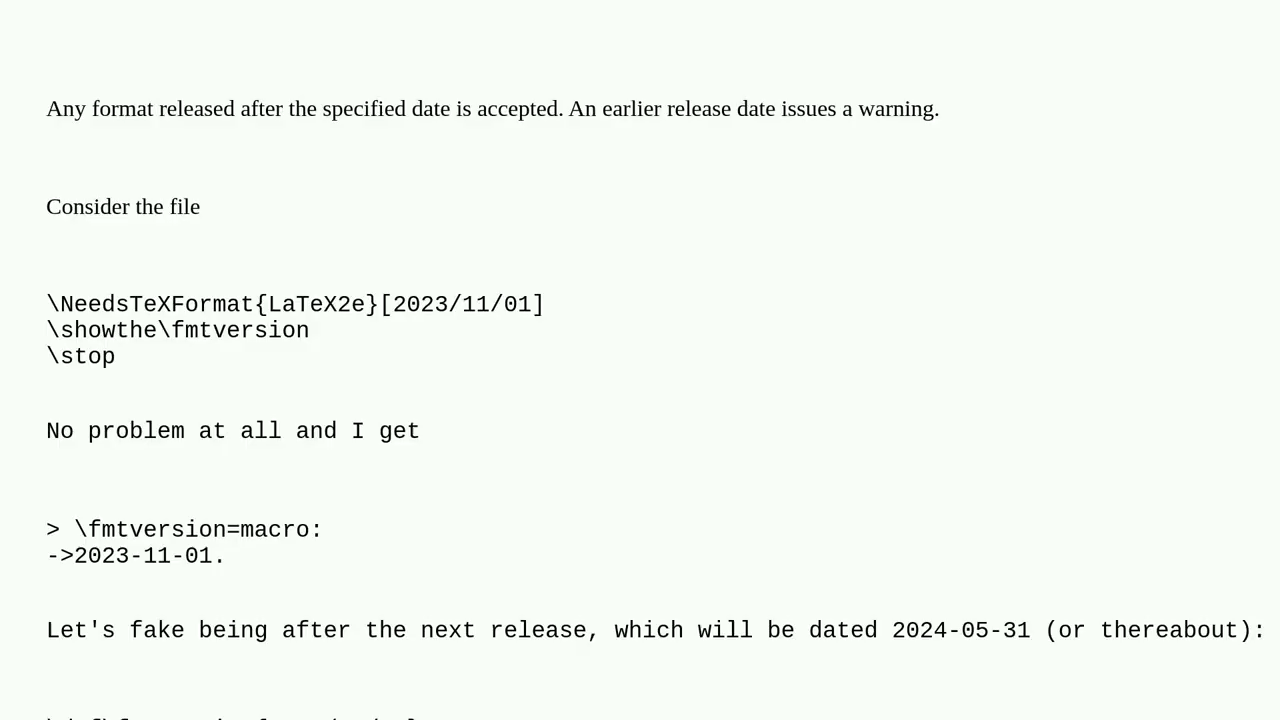 Any format released after the specified date is accepted. An earlier release date issues a warning.
Consider the file
\NeedsTeXFormat{LaTeX2e}[2023/11/01]
\showthe\fmtversion
\stop
No problem at all and I get
> \fmtversion=macro:
->2023-11-01.
Let's fake being after the next release, which will be dated 2024-05-31 (or thereabout):